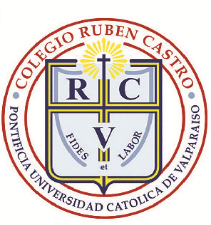 COLEGIO RUBEN CASTRO
R C
V
FIDES et LABOR
PONTIFICIA UNIVERSIDAD CATOLICA DE VALPARAISO